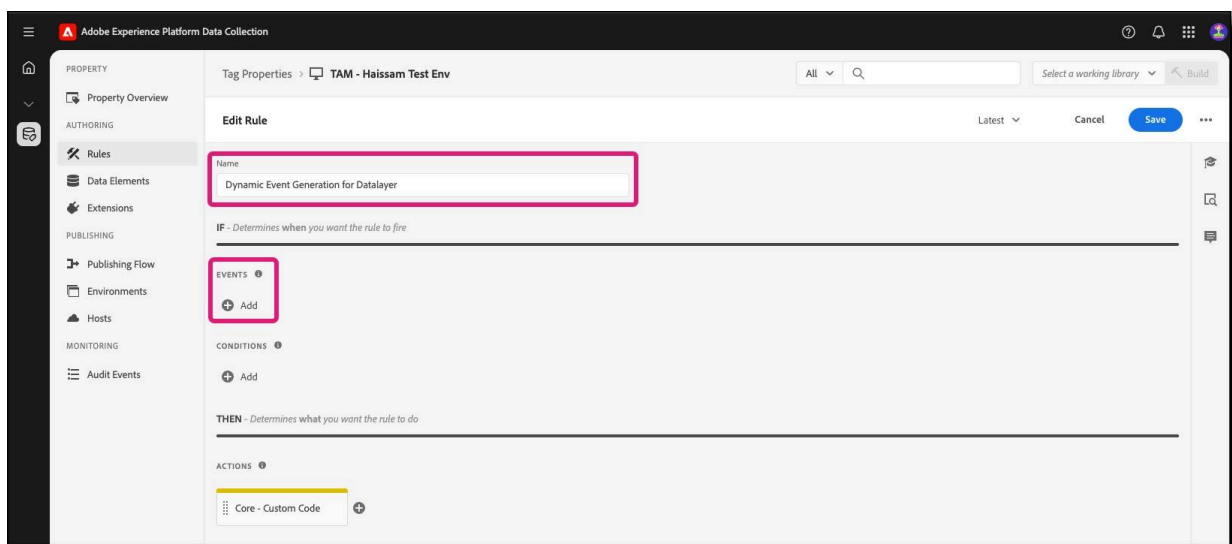 Adobe Experience Platform Data Collection
PROPERTY
Property Overview
AUTHORING
Rules
Data Elements
Extensions
PUBLISHING
Publishing Flow
Environments
Hosts
MONITORING
Audit Events
Tag Properties > TAM - Haissam Test Env
All
Select a working library
Build
Edit Rule
Latest
Cancel
Save
Name
Dynamic Event Generation for Datalayer
IF - Determines when you want the rule to fire
EVENTS
Add
CONDITIONS
Add
THEN - Determines what you want the rule to do
ACTIONS
Core - Custom Code